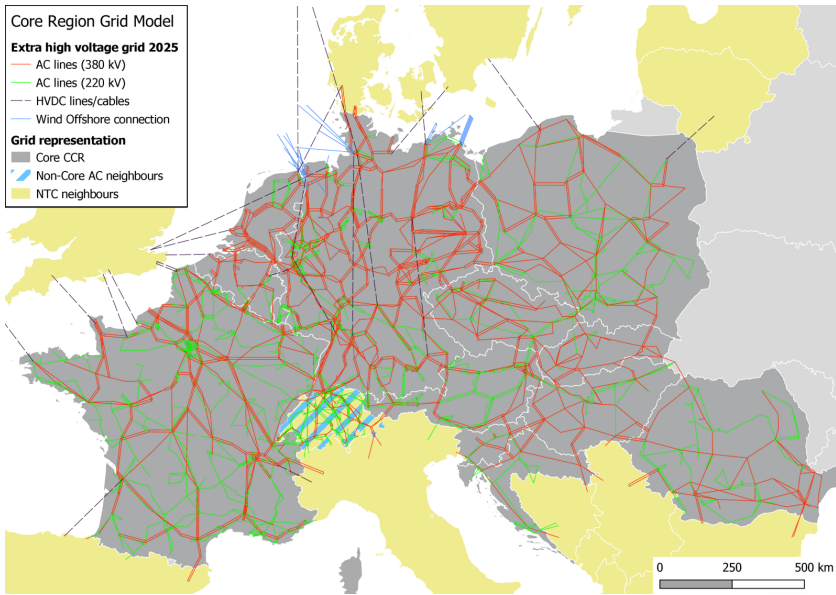 Core Region Grid Model
Extra high voltage grid 2025
AC lines (380 kV)
AC lines (220 kV)
HVDC lines/cables
Wind Offshore connection
Grid representation
Core CCR
Non-Core AC neighbours
NTC neighbours
0 250 500 km